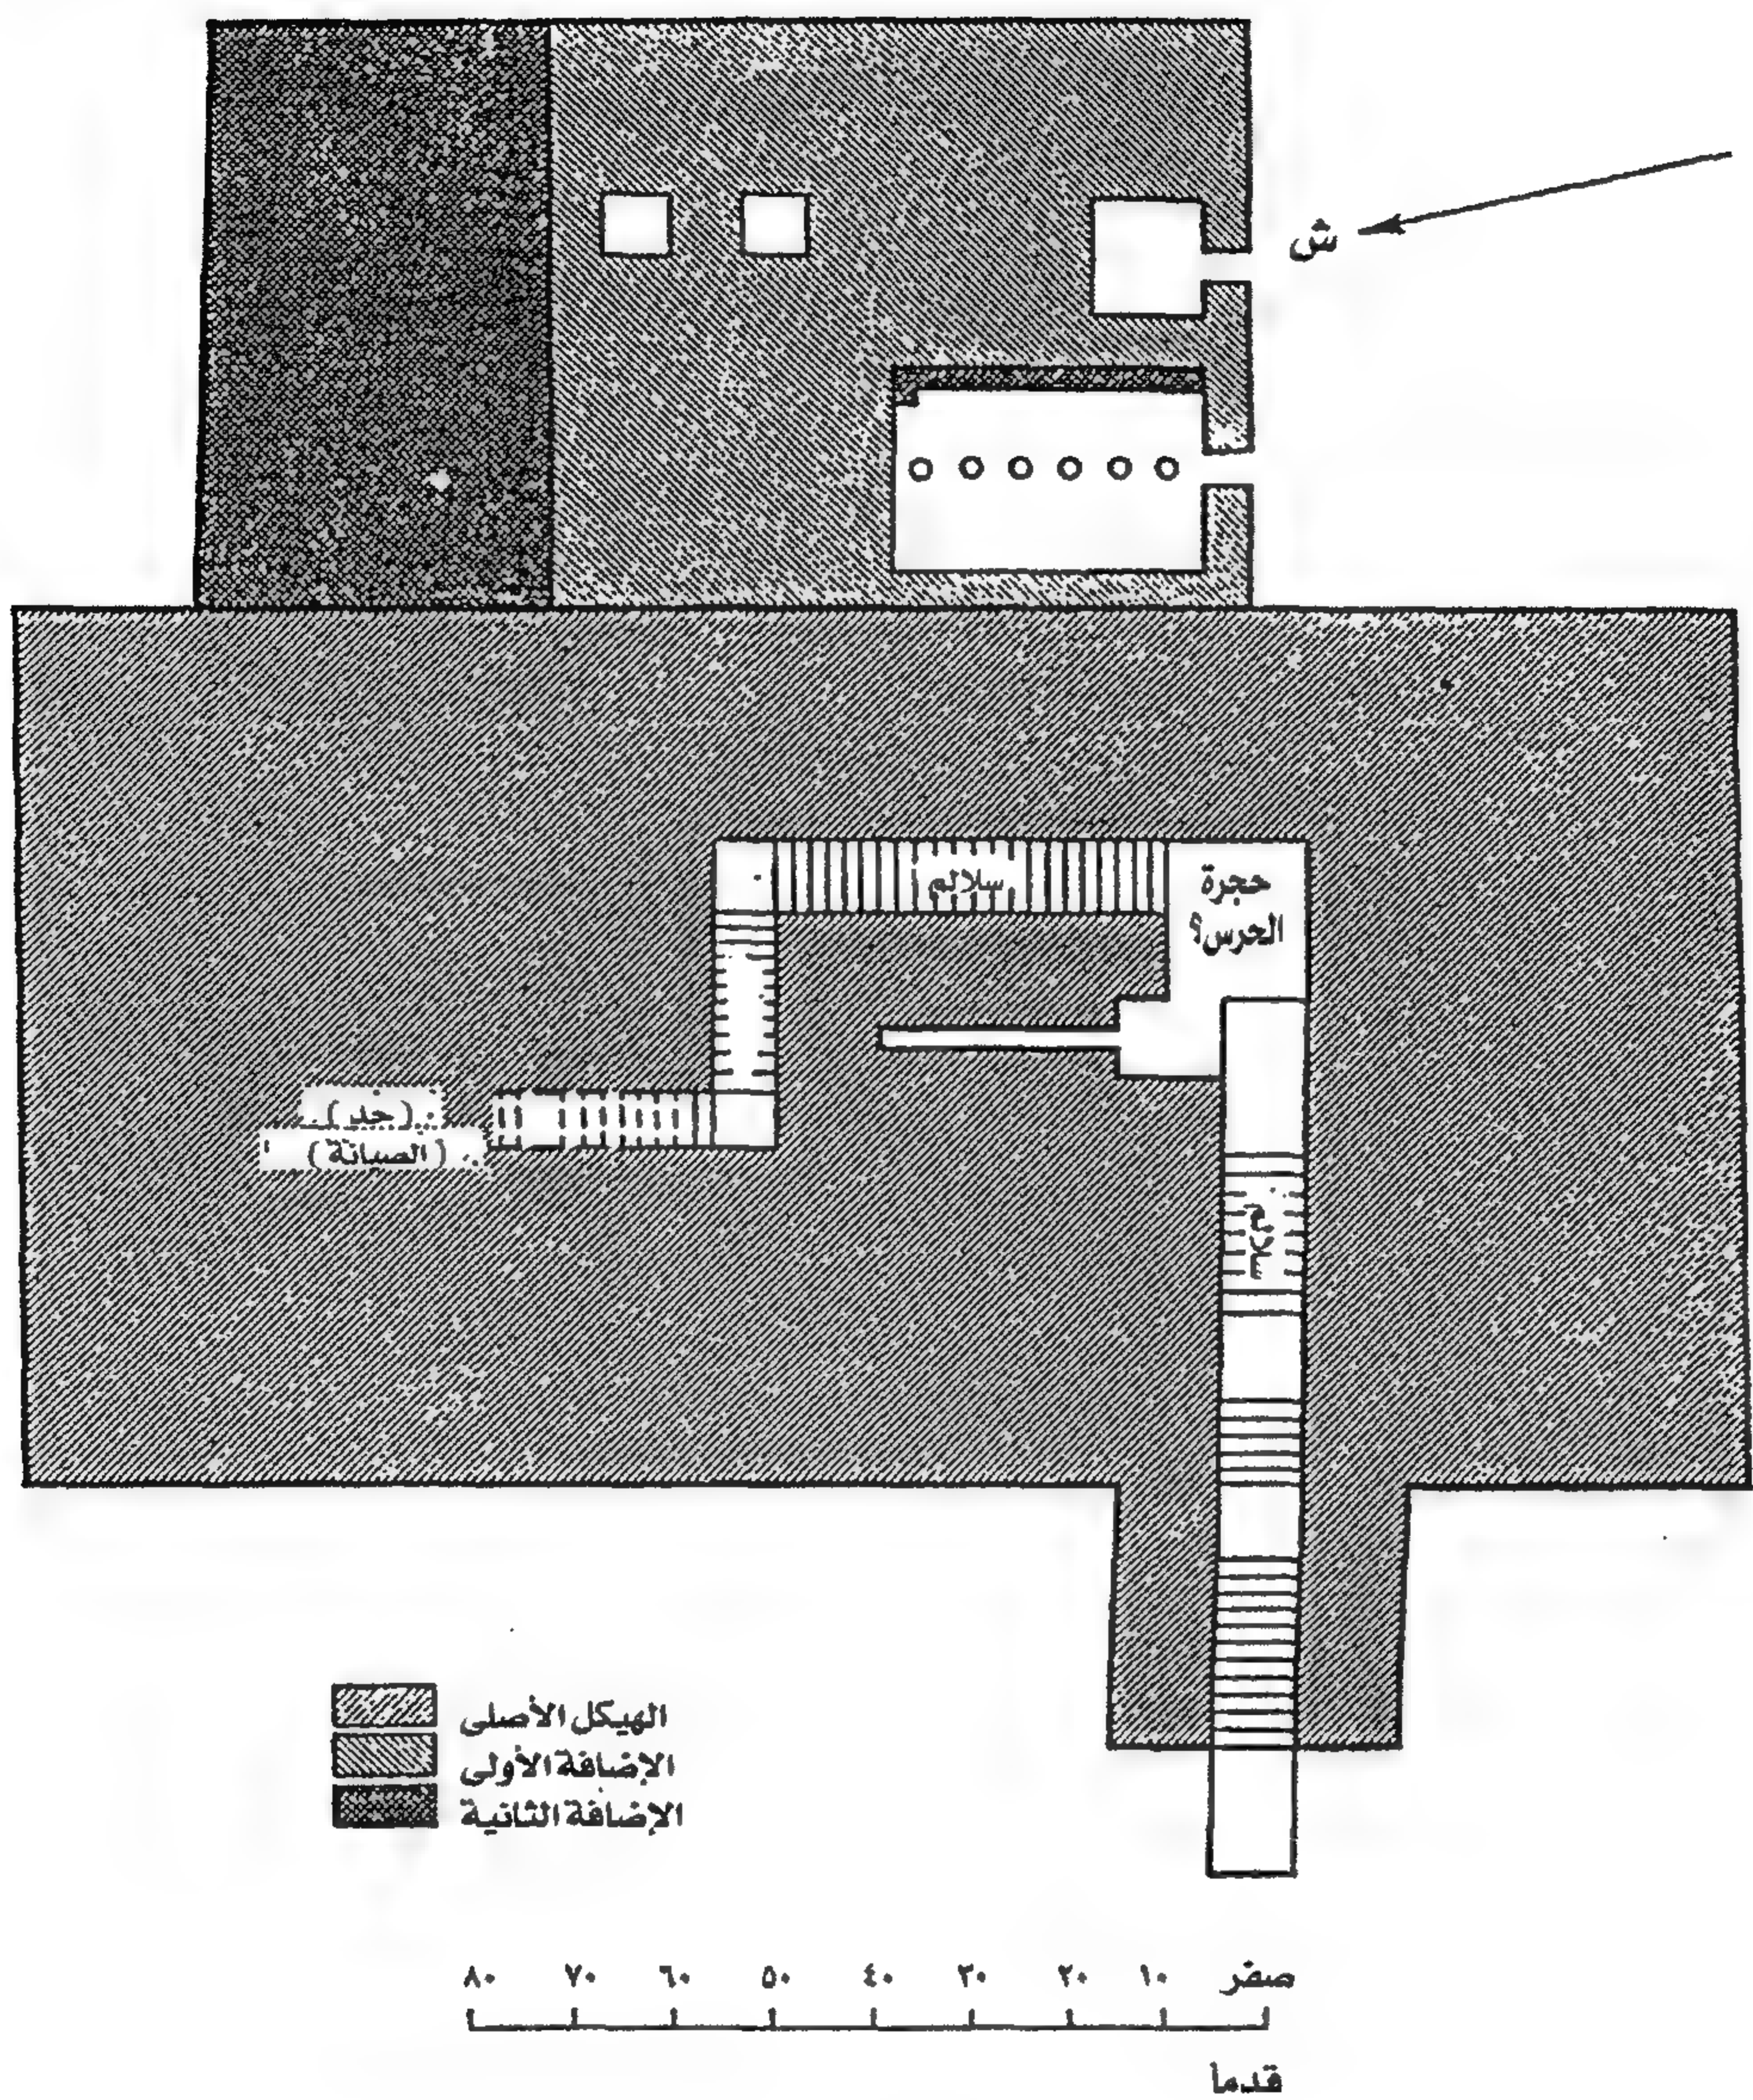 ش
سلالم
حجرة
الحرس؟
(جد)
(الصيانة)
سلالم
الهيكل الأصلى
الإضافة الأولى
الإضافة الثانية
صفر ١٠ ٢٠ ٣٠ ٤٠ ٥٠ ٦٠ ٧٠ ٨٠
قدما